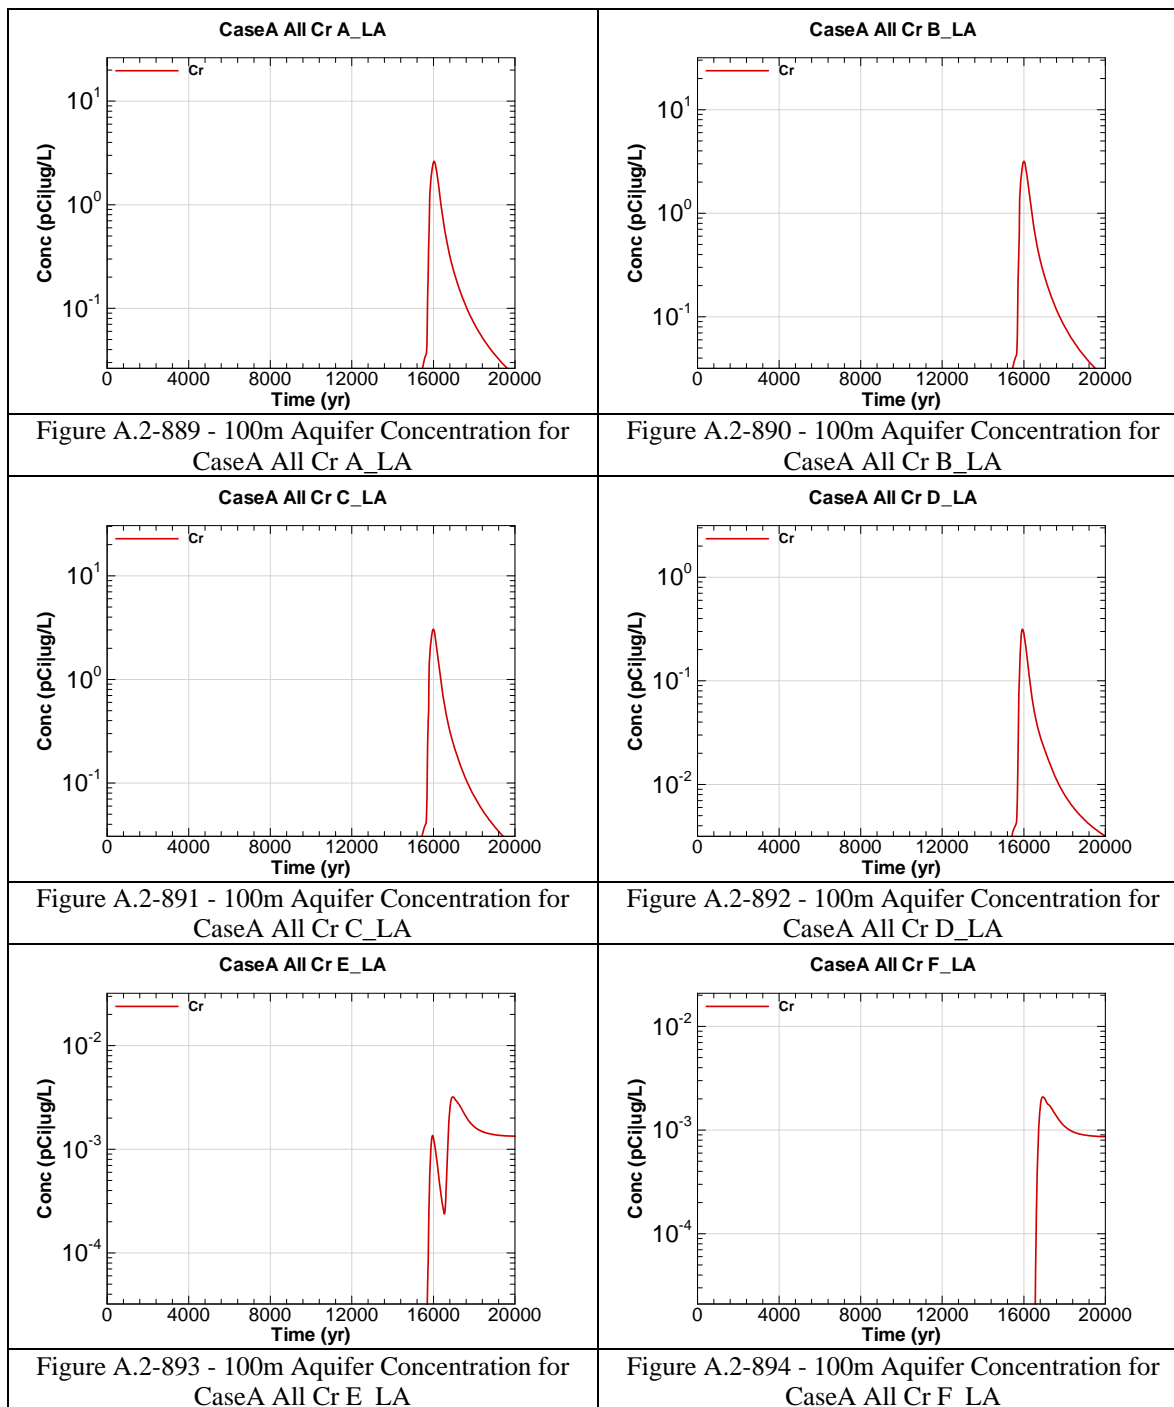 CaseA All Cr A_LA
Cr
Conc (pCi|ug/L)
10^1
10^0
10^-1
0 4000 8000 12000 16000 20000
Time (yr)
Figure A.2-889 - 100m Aquifer Concentration for
CaseA All Cr A_LA
CaseA All Cr B_LA
Cr
Conc (pCi|ug/L)
10^1
10^0
10^-1
0 4000 8000 12000 16000 20000
Time (yr)
Figure A.2-890 - 100m Aquifer Concentration for
CaseA All Cr B_LA
CaseA All Cr C_LA
Cr
Conc (pCi|ug/L)
10^1
10^0
10^-1
0 4000 8000 12000 16000 20000
Time (yr)
Figure A.2-891 - 100m Aquifer Concentration for
CaseA All Cr C_LA
CaseA All Cr D_LA
Cr
Conc (pCi|ug/L)
10^0
10^-1
10^-2
0 4000 8000 12000 16000 20000
Time (yr)
Figure A.2-892 - 100m Aquifer Concentration for
CaseA All Cr D_LA
CaseA All Cr E_LA
Cr
Conc (pCi|ug/L)
10^-2
10^-3
10^-4
0 4000 8000 12000 16000 20000
Time (yr)
Figure A.2-893 - 100m Aquifer Concentration for
CaseA All Cr E_LA
CaseA All Cr F_LA
Cr
Conc (pCi|ug/L)
10^-2
10^-3
10^-4
0 4000 8000 12000 16000 20000
Time (yr)
Figure A.2-894 - 100m Aquifer Concentration for
CaseA All Cr F_LA